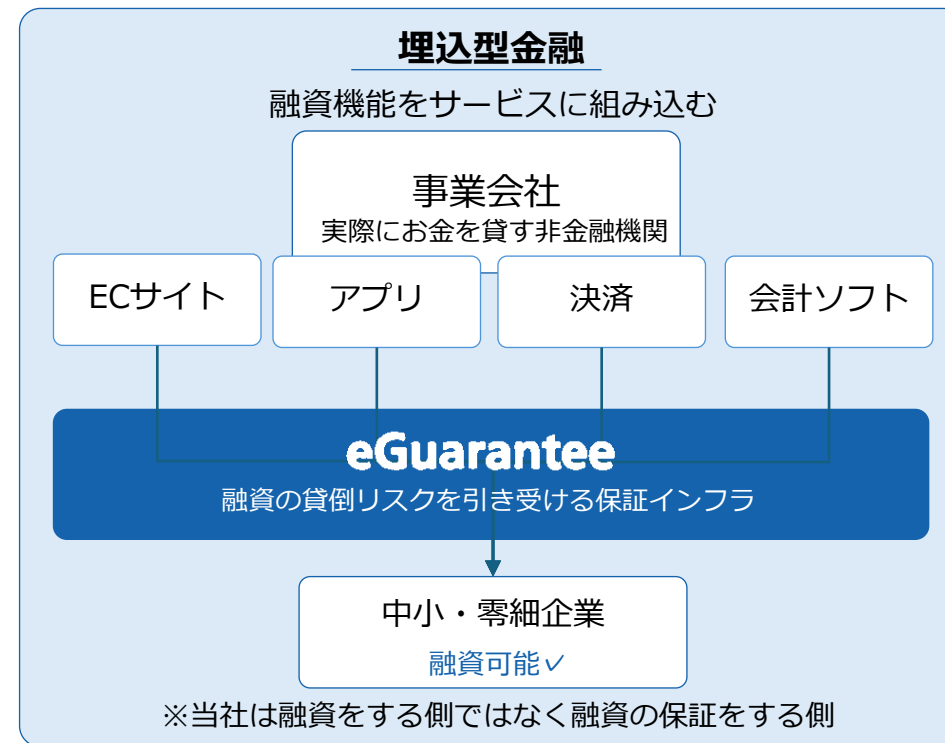 埋込型金融
融資機能をサービスに組み込む
事業会社
実際にお金を貸す非金融機関
ECサイト
アプリ
決済
会計ソフト
eGuarantee
融資の貸倒リスクを引き受ける保証インフラ
中小・零細企業
融資可能✓
※当社は融資をする側ではなく融資の保証をする側